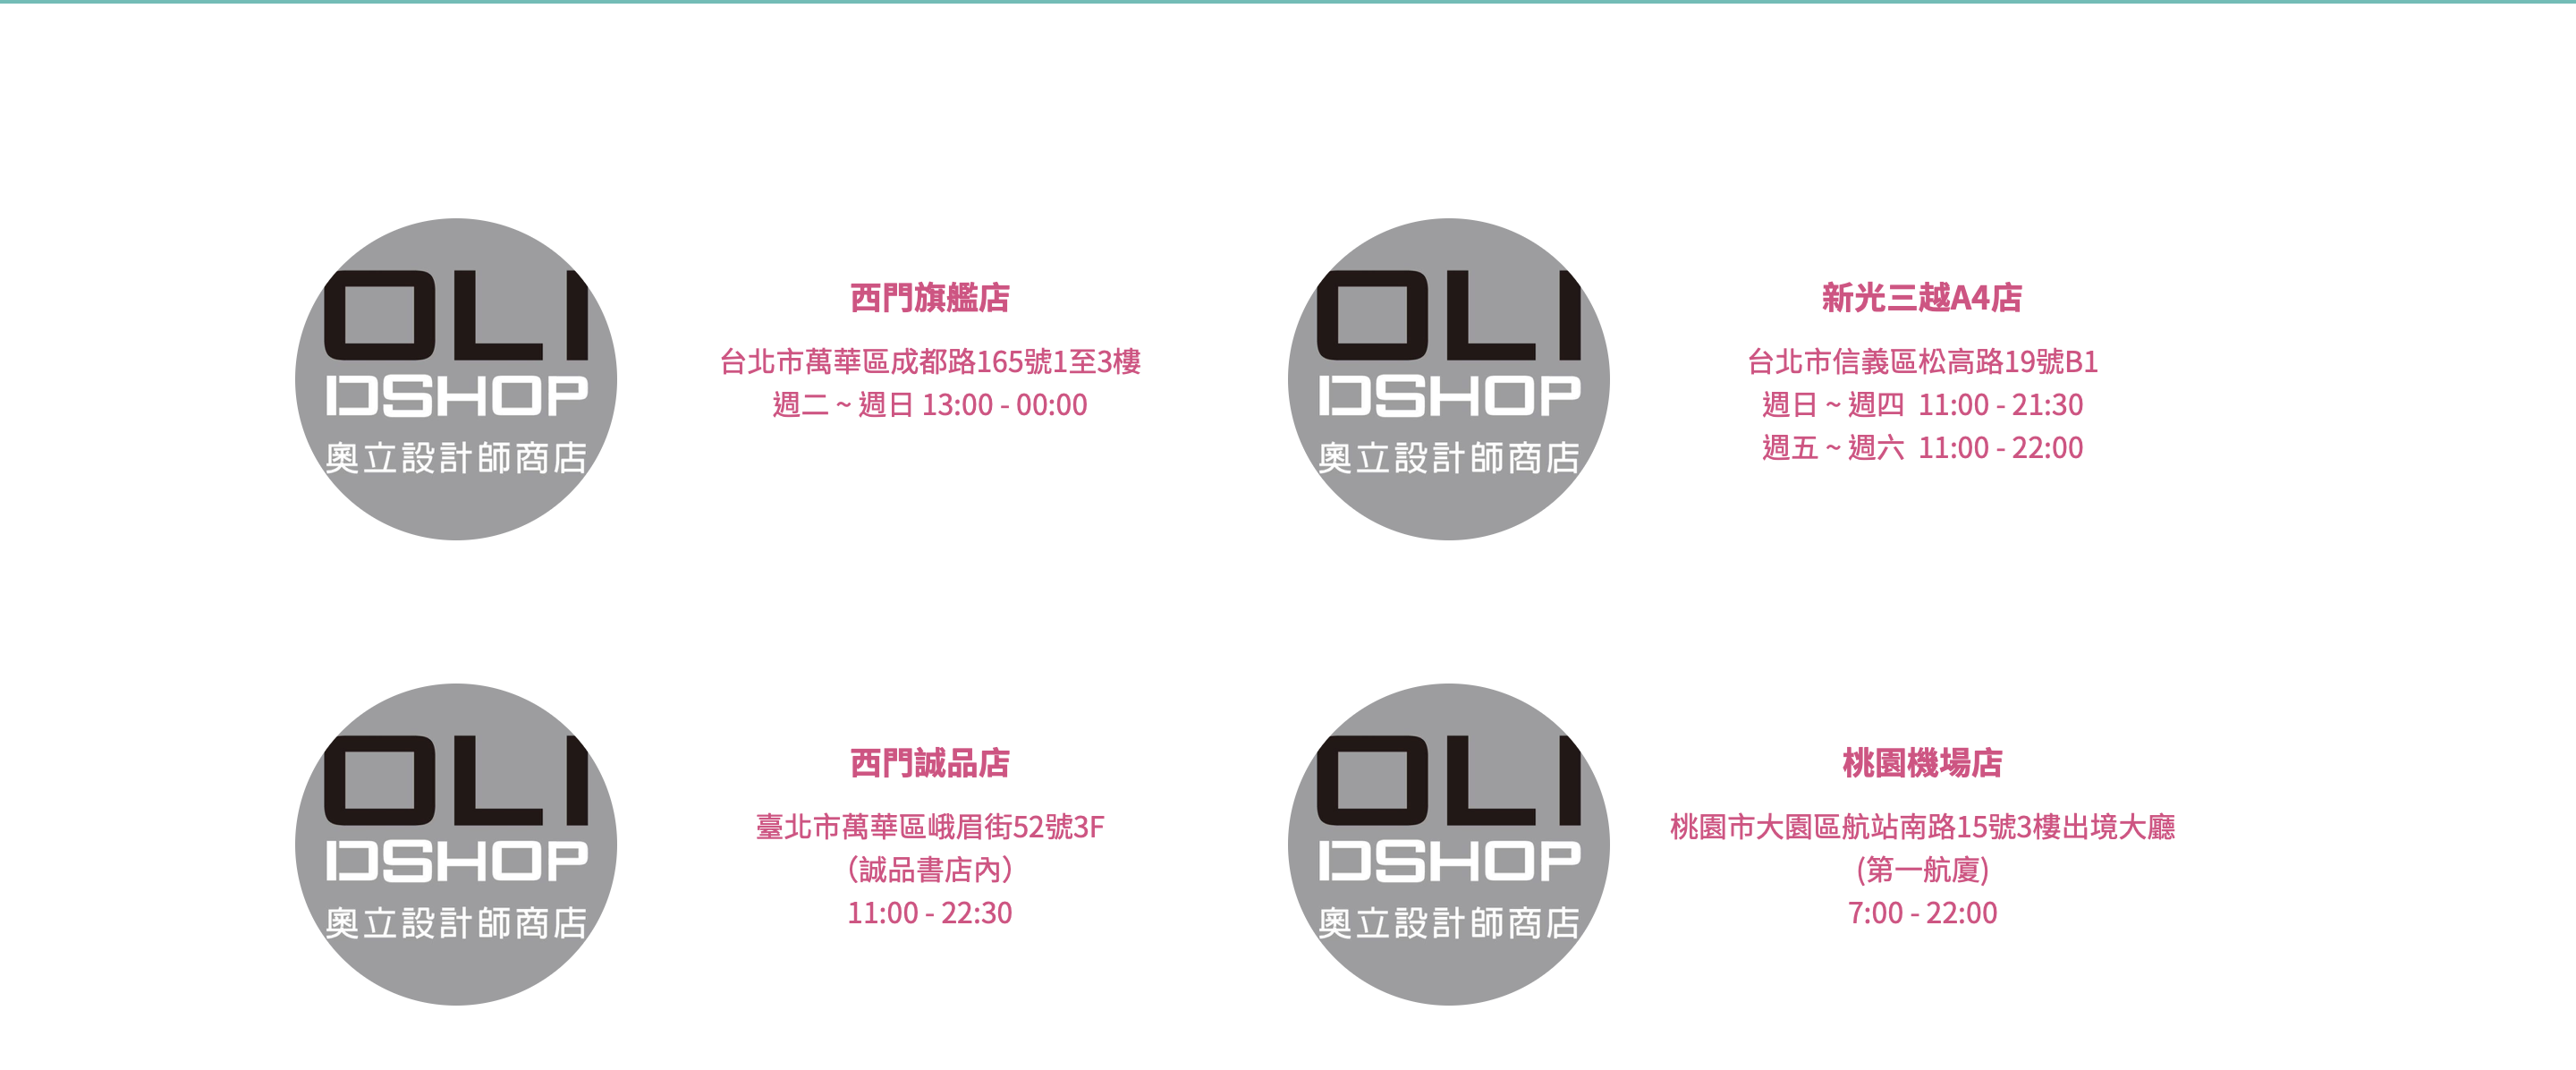 OLI
DSHOP
奧立設計師商店
西門旗艦店
台北市萬華區成都路165號1至3樓
週二 ~ 週日 13:00 - 00:00
OLI
DSHOP
奧立設計師商店
新光三越A4店
台北市信義區松高路19號B1
週日 ~ 週四 11:00 - 21:30
週五 ~ 週六 11:00 - 22:00
OLI
DSHOP
奧立設計師商店
西門誠品店
臺北市萬華區峨眉街52號3F
（誠品書店內）
11:00 - 22:30
OLI
DSHOP
奧立設計師商店
桃園機場店
桃園市大園區航站南路15號3樓出境大廳
(第一航廈)
7:00 - 22:00